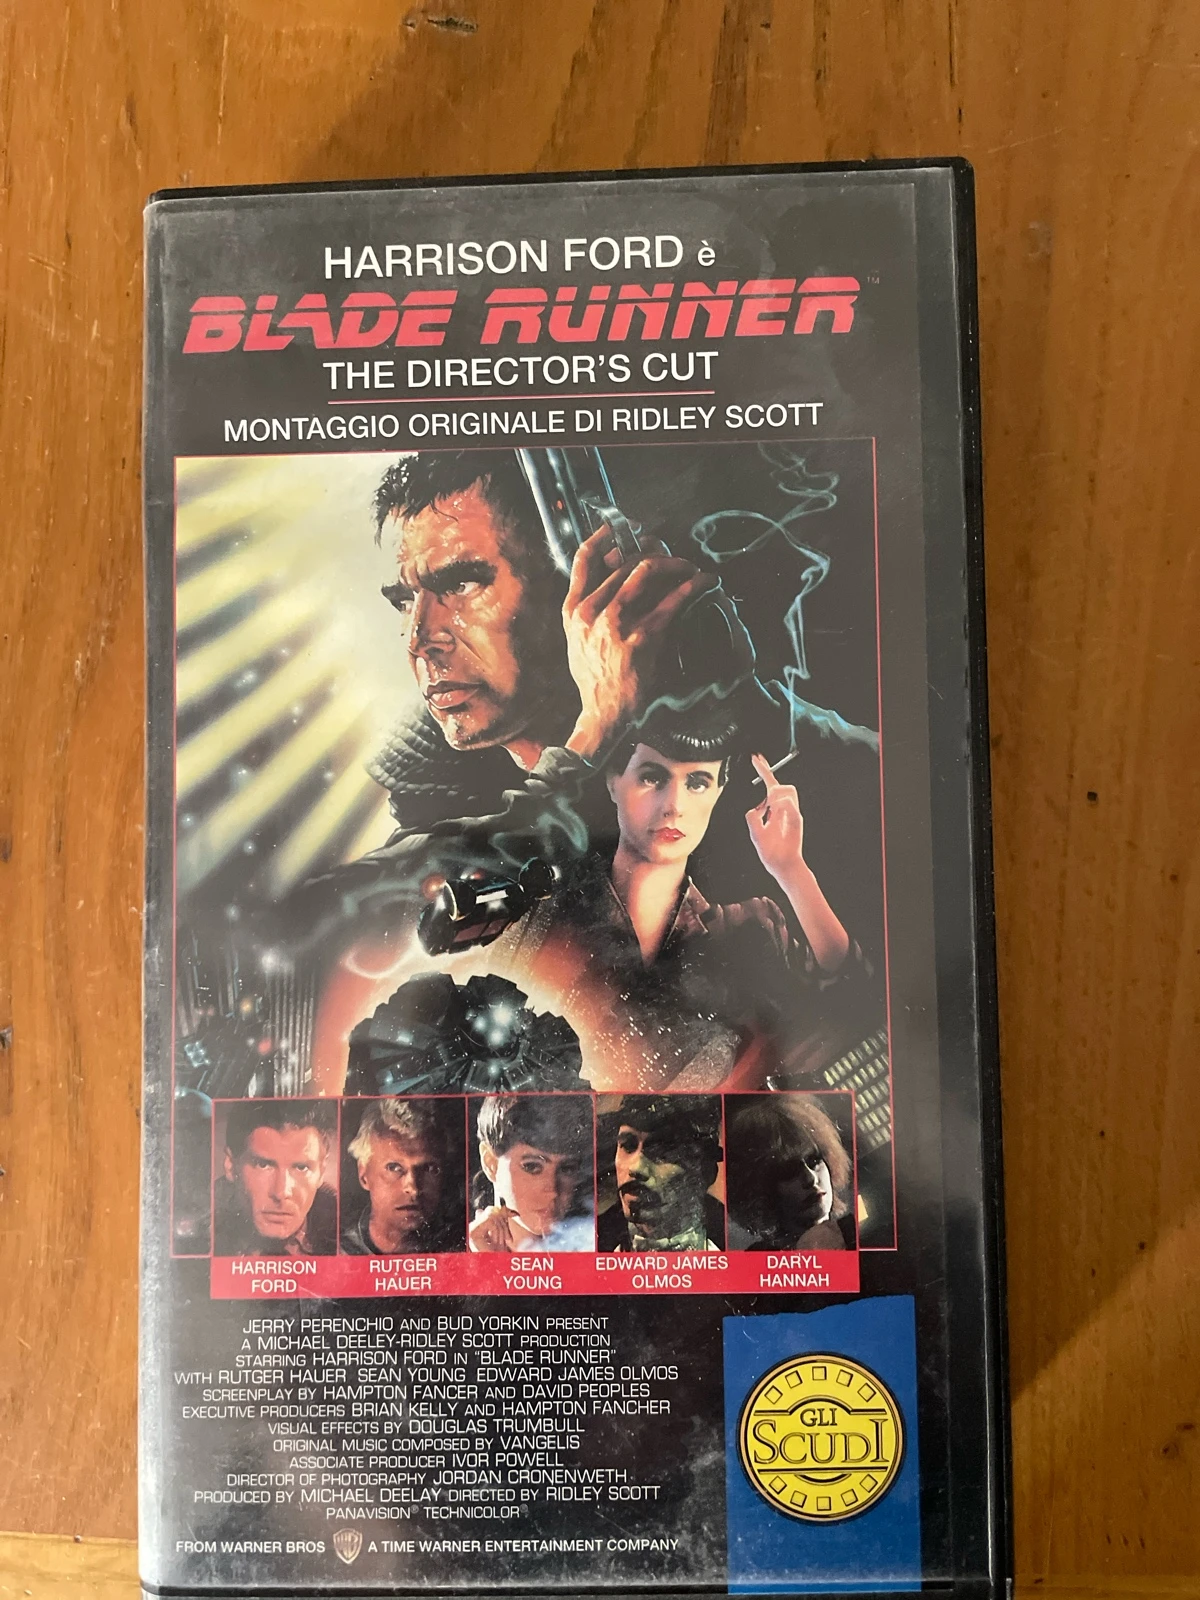 HARRISON FORD è
BLADE RUNNER™
THE DIRECTOR'S CUT
MONTAGGIO ORIGINALE DI RIDLEY SCOTT
HARRISON FORD
RUTGER HAUER
SEAN YOUNG
EDWARD JAMES OLMOS
DARYL HANNAH
JERRY PERENCHIO AND BUD YORKIN PRESENT
A MICHAEL DEELEY-RIDLEY SCOTT PRODUCTION
STARRING HARRISON FORD IN "BLADE RUNNER"
WITH RUTGER HAUER SEAN YOUNG EDWARD JAMES OLMOS
SCREENPLAY BY HAMPTON FANCER AND DAVID PEOPLES
EXECUTIVE PRODUCERS BRIAN KELLY AND HAMPTON FANCHER
VISUAL EFFECTS BY DOUGLAS TRUMBULL
ORIGINAL MUSIC COMPOSED BY VANGELIS
ASSOCIATE PRODUCER IVOR POWELL
DIRECTOR OF PHOTOGRAPHY JORDAN CRONENWETH
PRODUCED BY MICHAEL DEELAY DIRECTED BY RIDLEY SCOTT
PANAVISION® TECHNICOLOR®
FROM WARNER BROS WB A TIME WARNER ENTERTAINMENT COMPANY
GLI
SCUDI